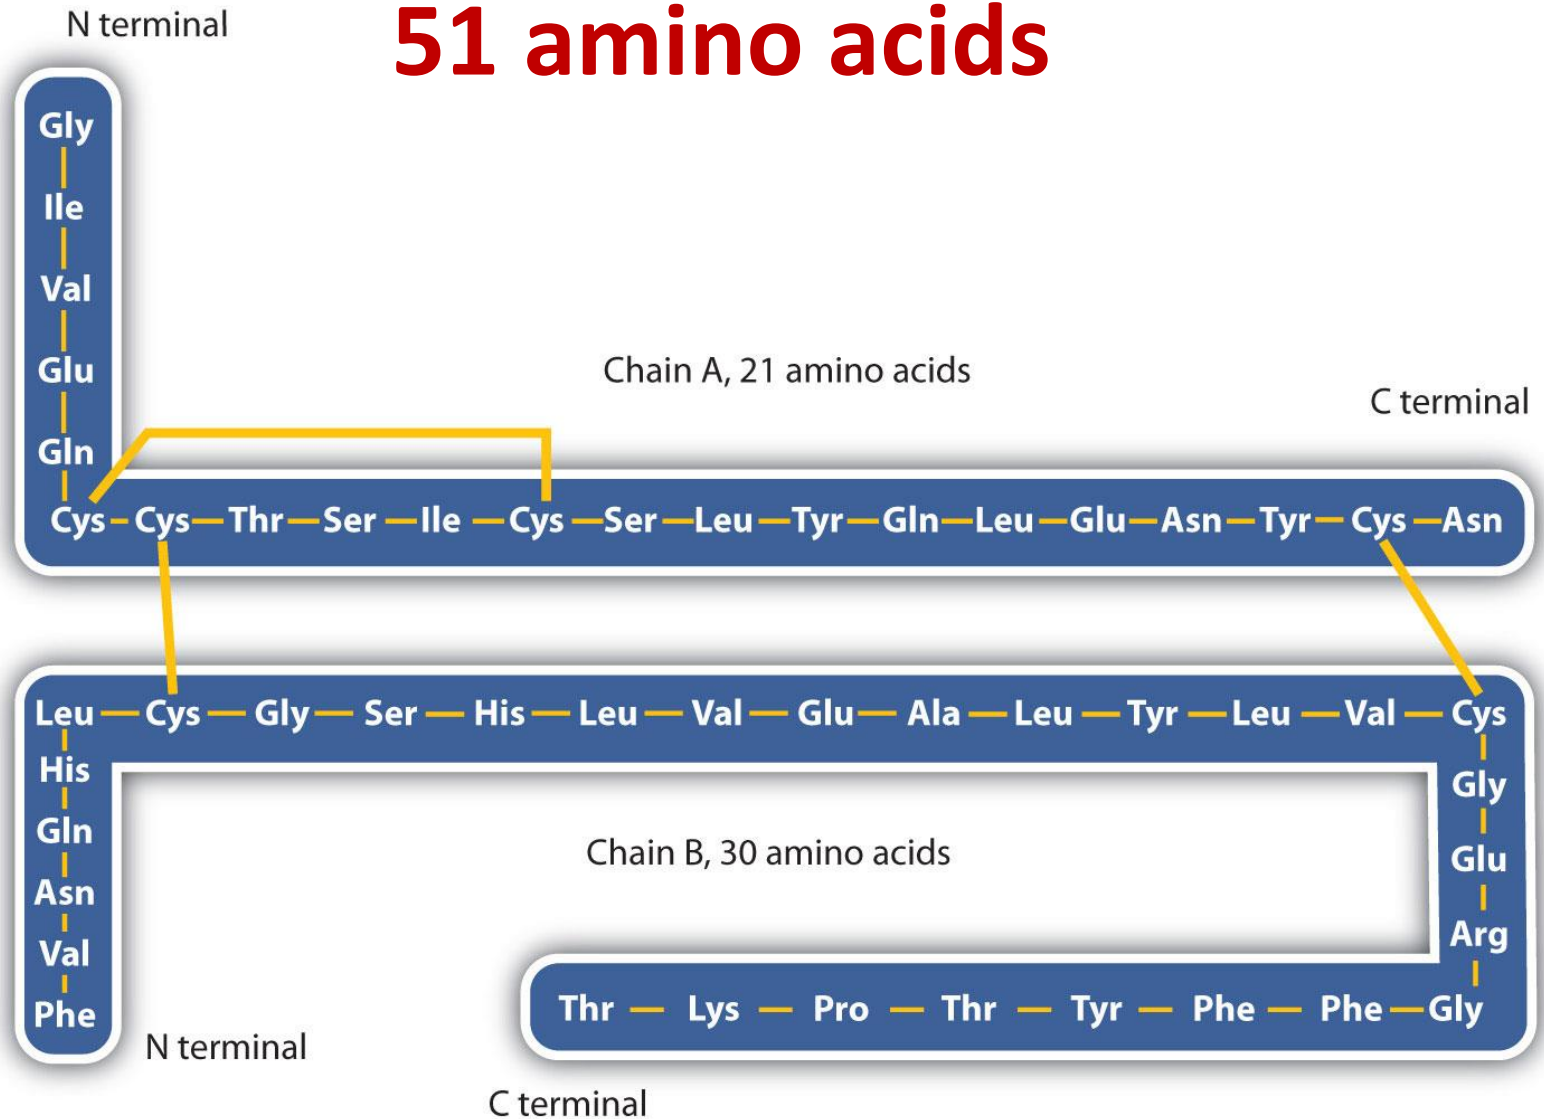 N terminal
51 amino acids
Gly
Ile
Val
Glu
Gln
Chain A, 21 amino acids
C terminal
Cys Cys Thr Ser Ile Cys Ser Leu Tyr Gln Leu Glu Asn Tyr Cys Asn
Leu Cys Gly Ser His Leu Val Glu Ala Leu Tyr Leu Val Cys
His
Gln
Asn
Val
Phe
N terminal
Chain B, 30 amino acids
Gly
Glu
Arg
Thr Lys Pro Thr Tyr Phe Phe Gly
C terminal